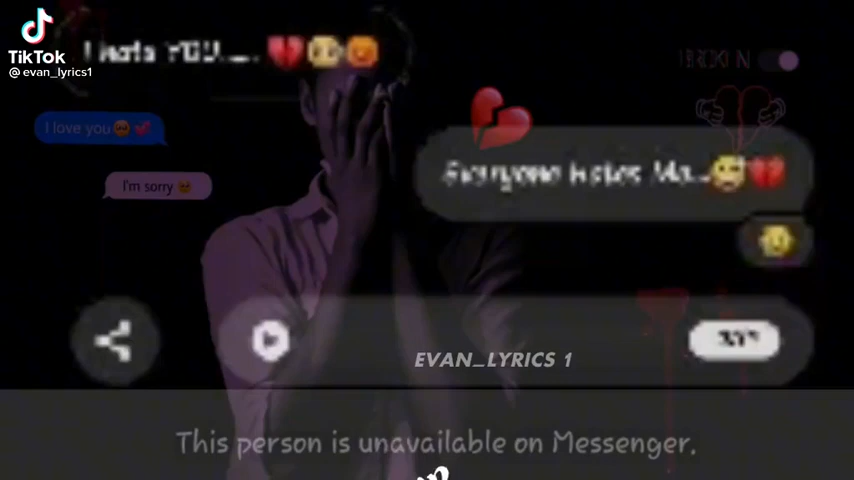 TikTok
@evan_lyrics1
I hate YOU.... 💔🥺😡
I love you🥺💕
I'm sorry 🥺
Everyone Hates Me...
EVAN_LYRICS 1
This person is unavailable on Messenger.